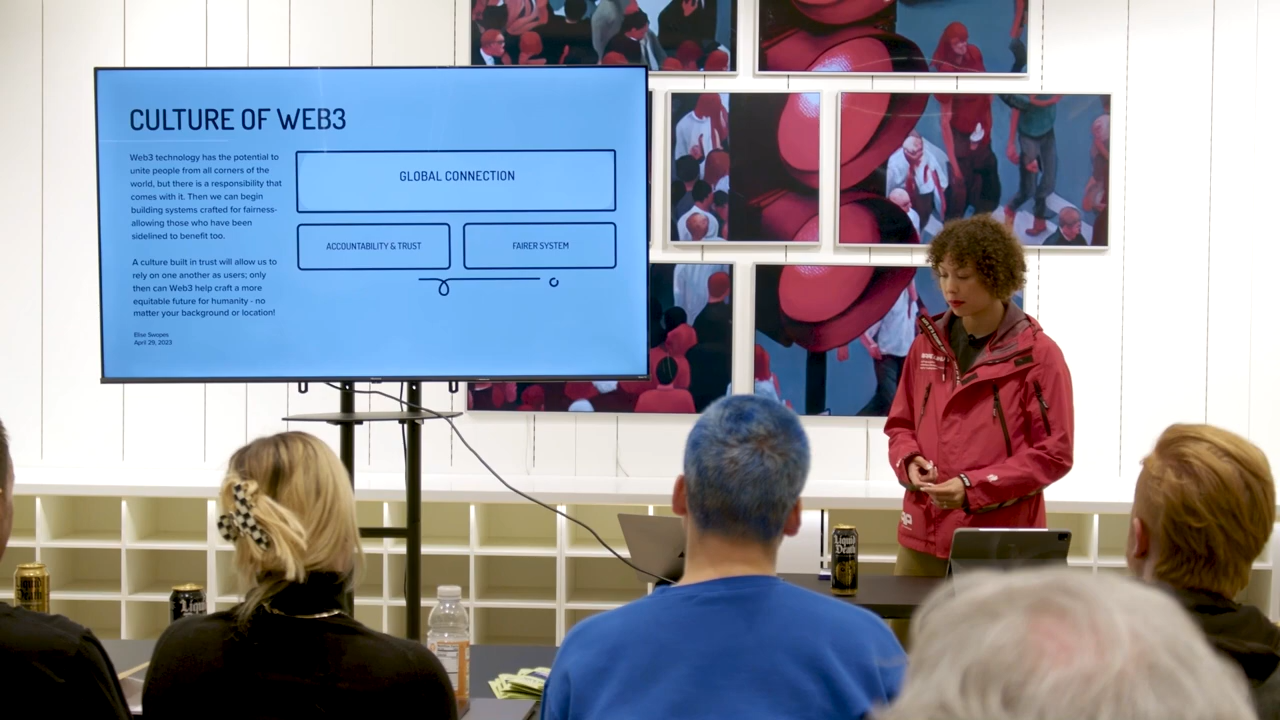 CULTURE OF WEB3
Web3 technology has the potential to
unite people from all corners of the
world, but there is a responsibility that
comes with it. Then we can begin
building systems crafted for fairness-
allowing those who have been
sidelined to benefit too.
A culture built in trust will allow us to
rely on one another as users; only
then can Web3 help craft a more
equitable future for humanity - no
matter your background or location!
Elise Swopes
April 29, 2023
GLOBAL CONNECTION
ACCOUNTABILITY & TRUST
FAIRER SYSTEM
Liquid
Death
Liquid